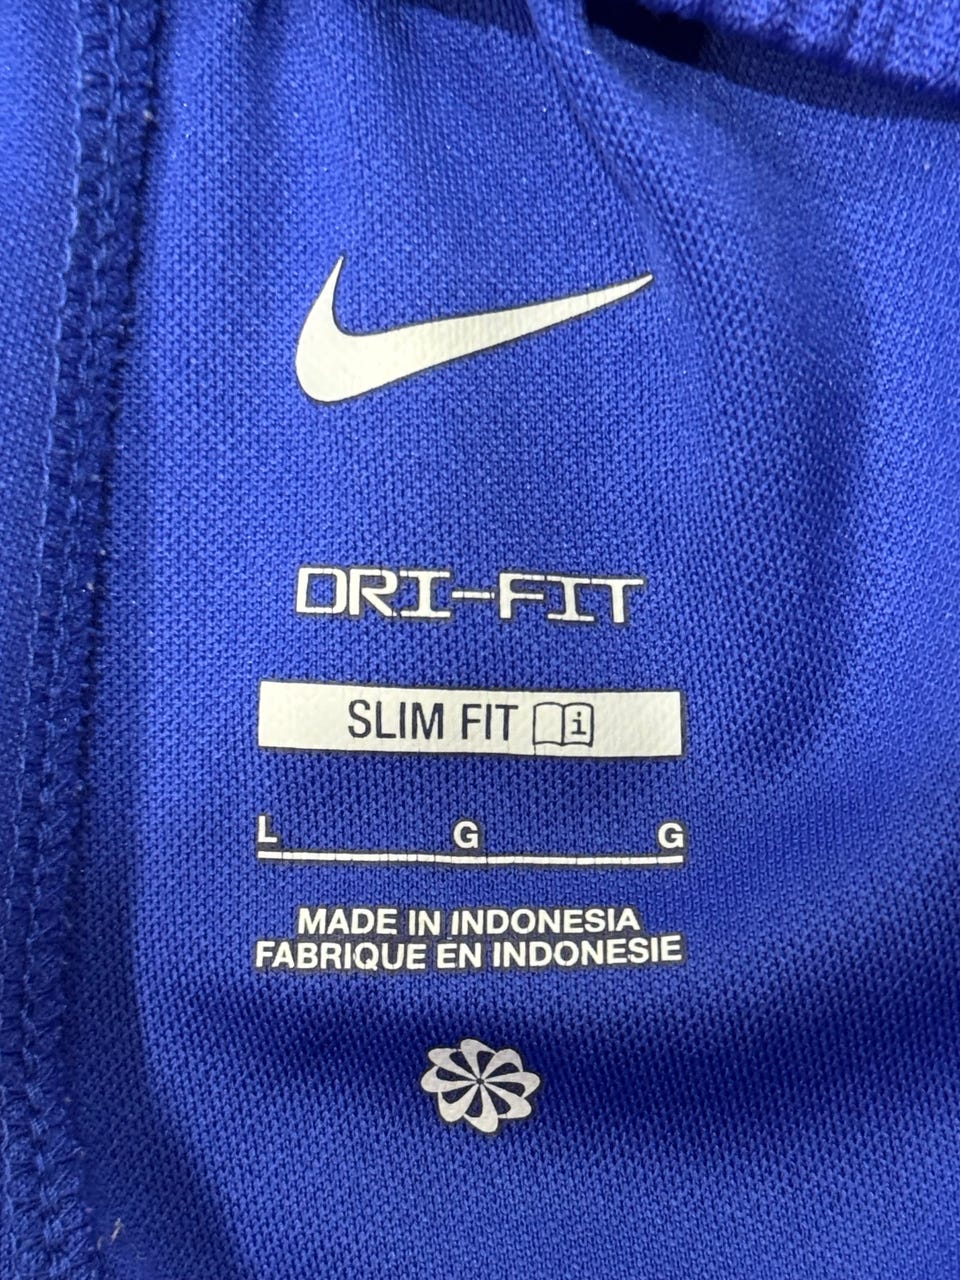 DRI-FIT
SLIM FIT i
L G G
MADE IN INDONESIA
FABRIQUE EN INDONESIE